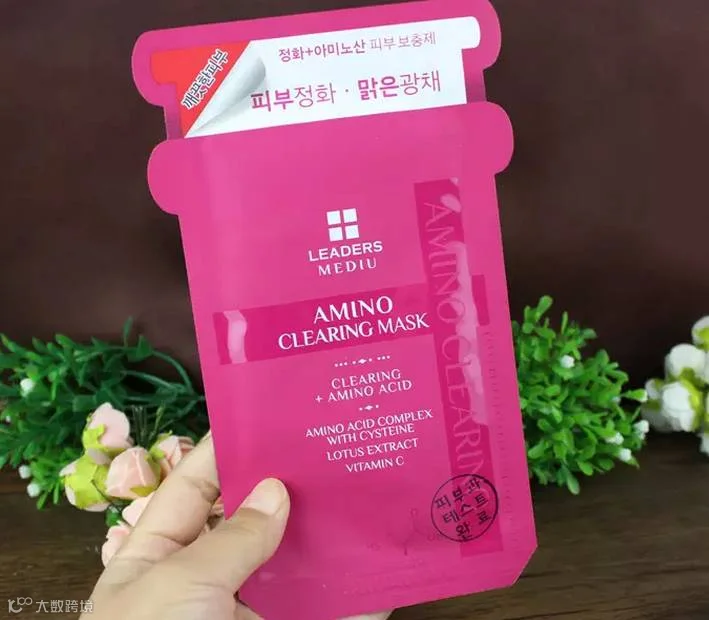 깨끗한피부
정화+아미노산 피부 보충제
피부정화 · 맑은광채
LEADERS
MEDIU
AMINO
CLEARING MASK
CLEARING
+ AMINO ACID
AMINO ACID COMPLEX
WITH CYSTEINE
LOTUS EXTRACT
VITAMIN C
AMINO CLEARIN
피부과
테스트
완료
大数跨境